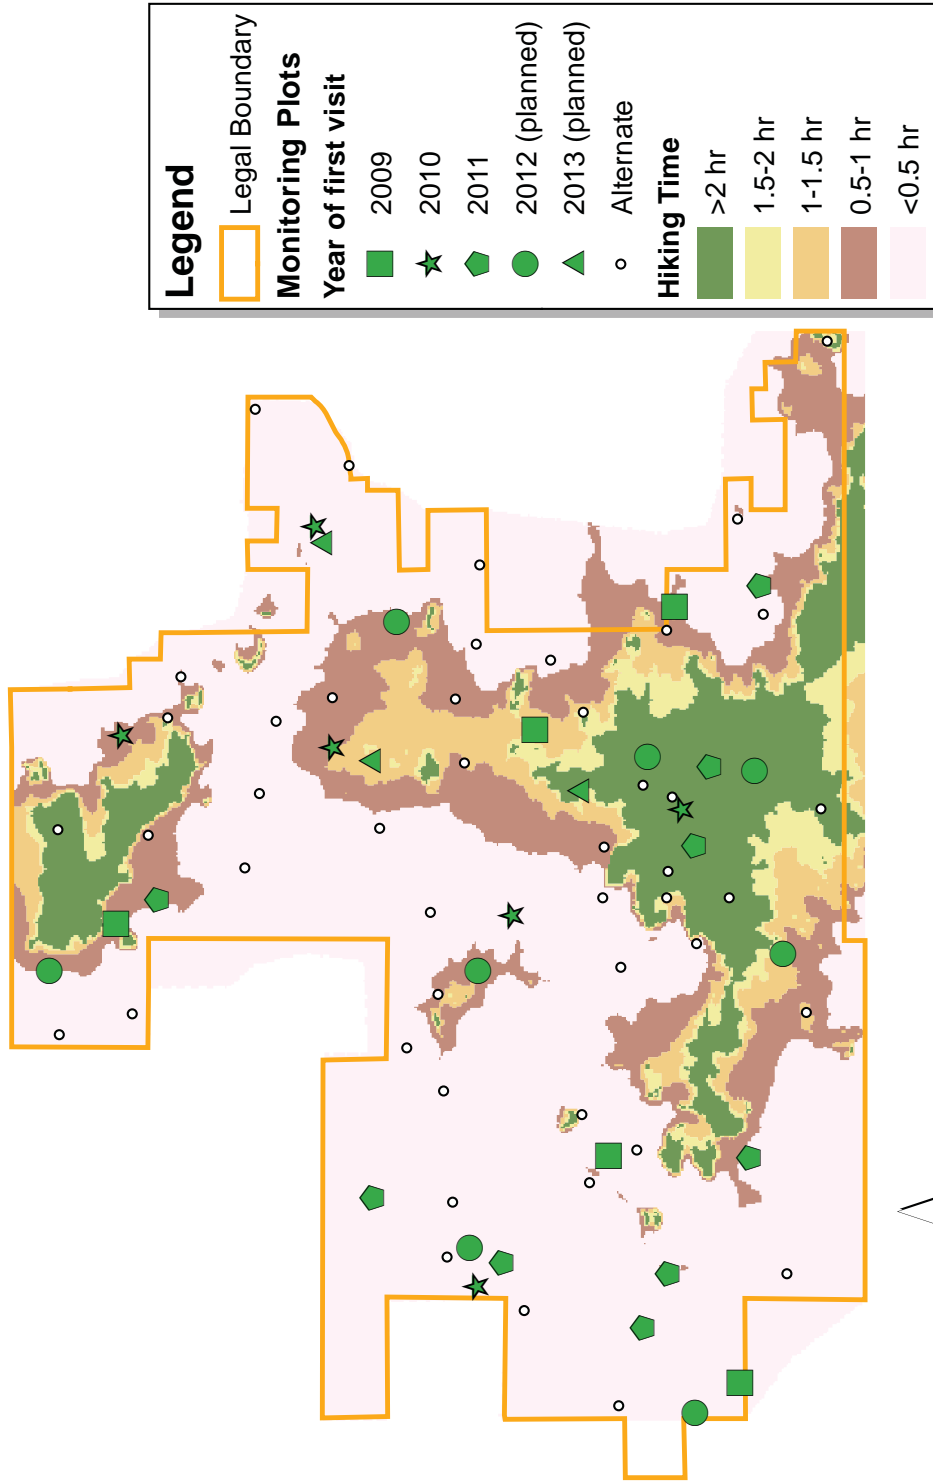 Legend
Legal Boundary
Monitoring Plots
Year of first visit
2009
2010
2011
2012 (planned)
2013 (planned)
Alternate
Hiking Time
>2 hr
1.5-2 hr
1-1.5 hr
0.5-1 hr
<0.5 hr